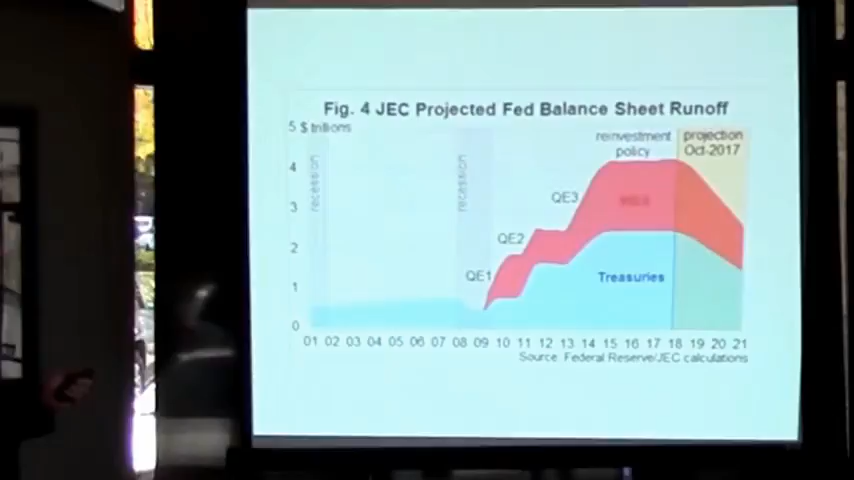 Fig. 4 JEC Projected Fed Balance Sheet Runoff
5 $ trillions
reinvestment policy
projection Oct-2017
4
recession
recession
QE3
3
MBS
QE2
2
QE1
Treasuries
1
0
01 02 03 04 05 06 07 08 09 10 11 12 13 14 15 16 17 18 19 20 21
Source: Federal Reserve/JEC calculations